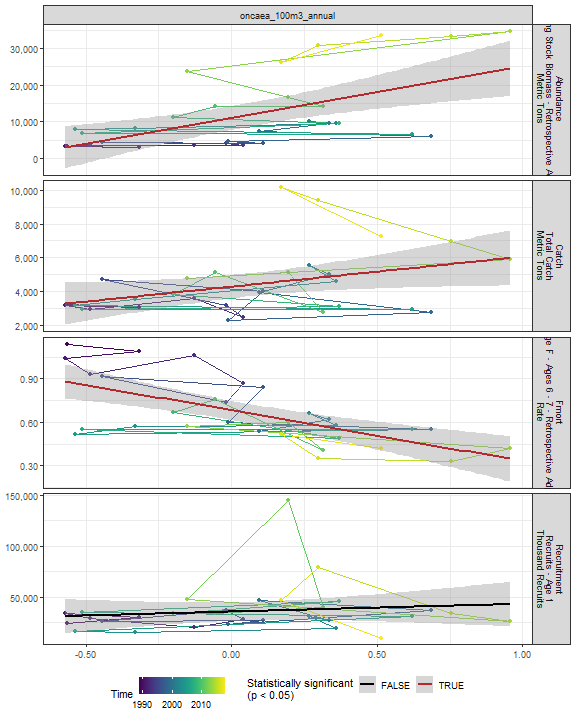 oncaea_100m3_annual
30,000
20,000
10,000
0
Abundance
Stock Biomass - Retrospective
Metric Tons
10,000
8,000
6,000
4,000
2,000
Catch
Total Catch
Metric Tons
0.90
0.60
0.30
Fmort
F - Ages 6 - 7 - Retrospective
Rate
150,000
100,000
50,000
Recruitment
Recruits - Age 1
Thousand Recruits
-0.50
0.00
0.50
1.00
Time
1990 2000 2010
Statistically significant
(p < 0.05)
FALSE
TRUE